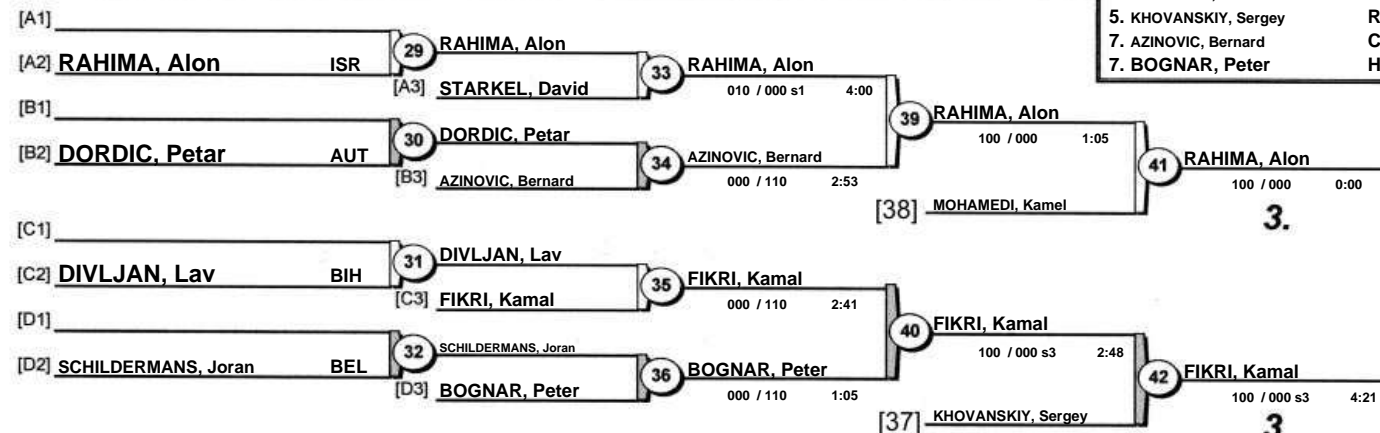 5. KHOVANSKIY, Sergey R
7. AZINOVIC, Bernard C
7. BOGNAR, Peter H
[A1]
[A2] RAHIMA, Alon ISR
29
RAHIMA, Alon
[A3] STARKEL, David
33
RAHIMA, Alon
010 / 000 s1 4:00
[B1]
[B2] DORDIC, Petar AUT
30
DORDIC, Petar
[B3] AZINOVIC, Bernard
34
AZINOVIC, Bernard
000 / 110 2:53
39
RAHIMA, Alon
100 / 000 1:05
[38] MOHAMEDI, Kamel
41
RAHIMA, Alon
100 / 000 0:00
3.
[C1]
[C2] DIVLJAN, Lav BIH
31
DIVLJAN, Lav
[C3] FIKRI, Kamal
35
FIKRI, Kamal
000 / 110 2:41
[D1]
[D2] SCHILDERMANS, Joran BEL
32
SCHILDERMANS, Joran
[D3] BOGNAR, Peter
36
BOGNAR, Peter
000 / 110 1:05
40
FIKRI, Kamal
100 / 000 s3 2:48
[37] KHOVANSKIY, Sergey
42
FIKRI, Kamal
100 / 000 s3 4:21
3